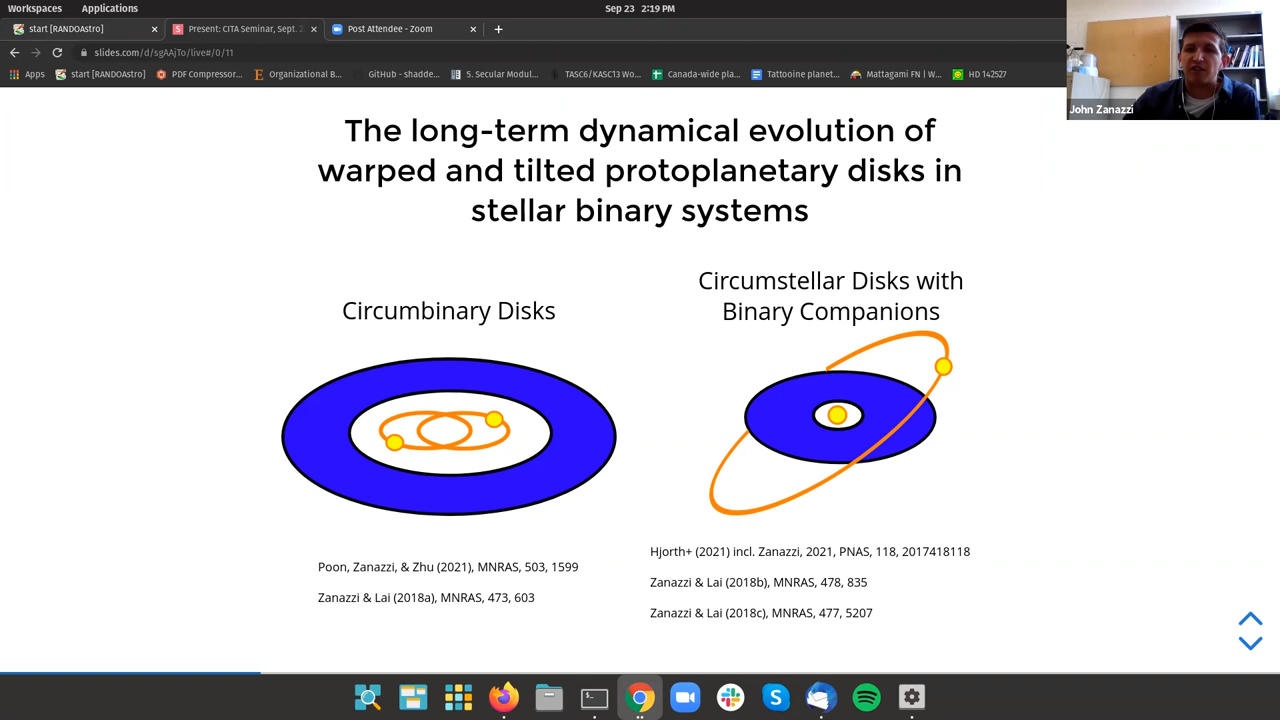 Workspaces Applications Sep 23 2:19 PM
start [RANDOAstro] Present: CITA Seminar, Sept. 2 Post Attendee - Zoom
slides.com/d/sgAAjTo/live#/0/11
Apps start [RANDOAstro] PDF Compressor... Organizational B... GitHub - shadde... 5. Secular Modul... TASC6/KASC13 Wo... Canada-wide pla... Tattooine planet... Mattagami FN | W... HD 142527
John Zanazzi
The long-term dynamical evolution of
warped and tilted protoplanetary disks in
stellar binary systems
Circumbinary Disks
Circumstellar Disks with
Binary Companions
Poon, Zanazzi, & Zhu (2021), MNRAS, 503, 1599
Zanazzi & Lai (2018a), MNRAS, 473, 603
Hjorth+ (2021) incl. Zanazzi, 2021, PNAS, 118, 2017418118
Zanazzi & Lai (2018b), MNRAS, 478, 835
Zanazzi & Lai (2018c), MNRAS, 477, 5207